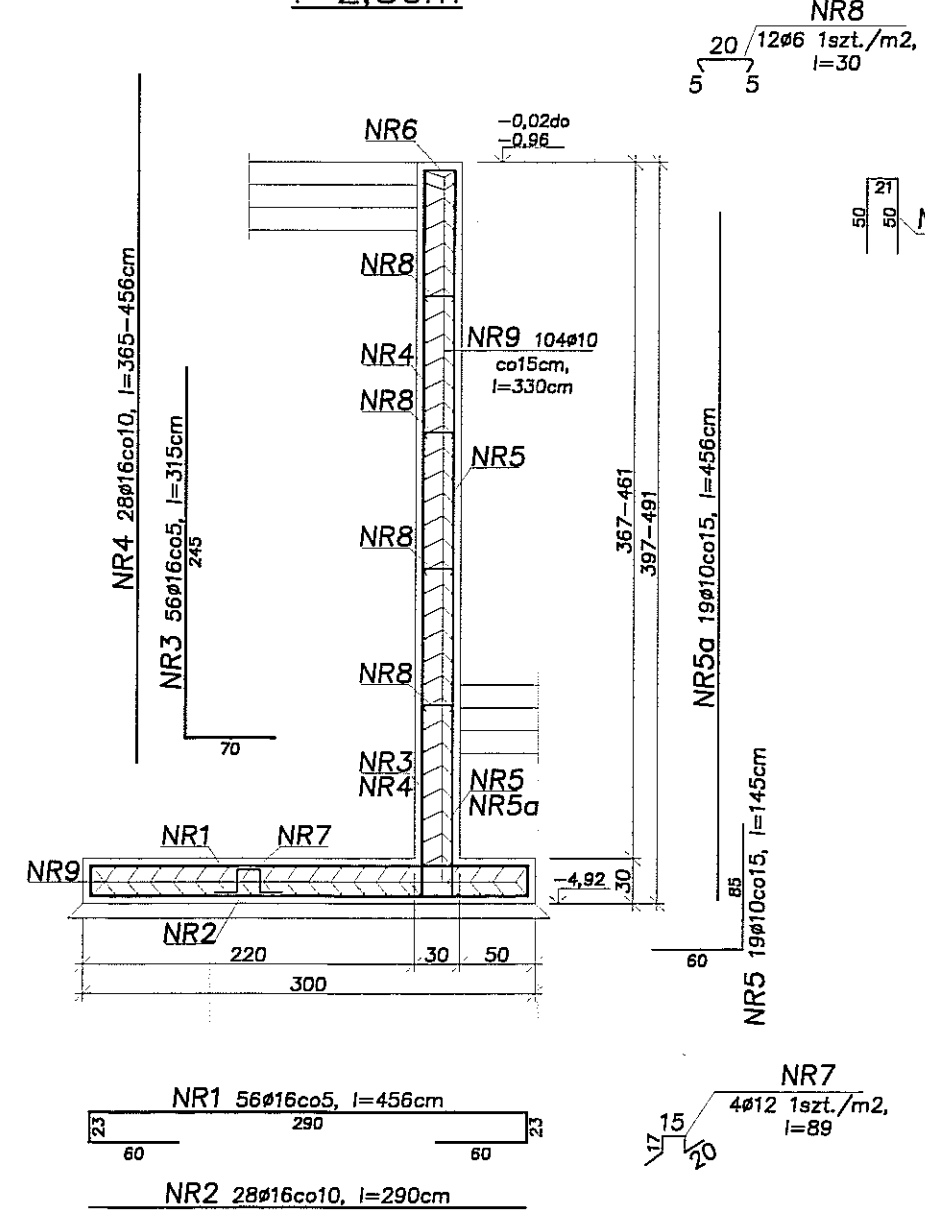 NR8
12ø6 1szt./m2,
l=30
20
5 5
NR6
-0,02do
-0,96
21
50
50
NR8
NR4
NR8
NR9 104ø10
co15cm,
l=330cm
NR5
NR8
NR8
NR3
NR4
NR5
NR5a
NR4 28ø16co10, l=365-456cm
NR3 56ø16co5, l=315cm
245
70
367-461
397-491
NR5a 19ø10co15, l=456cm
NR5 19ø10co15, l=145cm
85
60
NR1
NR7
NR9
NR2
-4,92
30
220
30
50
300
NR1 56ø16co5, l=456cm
290
23
23
60
60
NR2 28ø16co10, l=290cm
NR7
4ø12 1szt./m2,
l=89
15
17
20